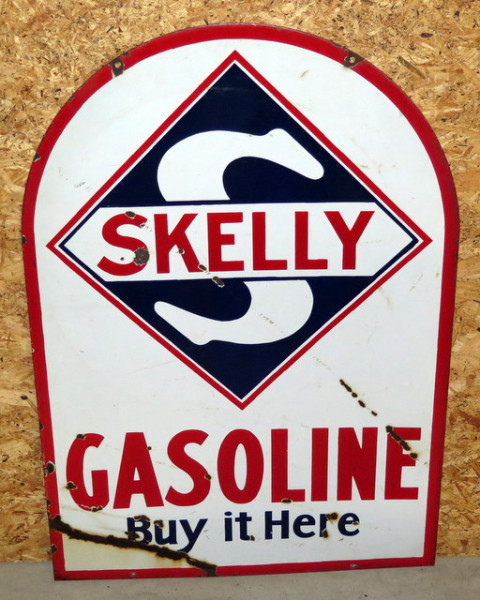 S
SKELLY
GASOLINE
Buy it Here